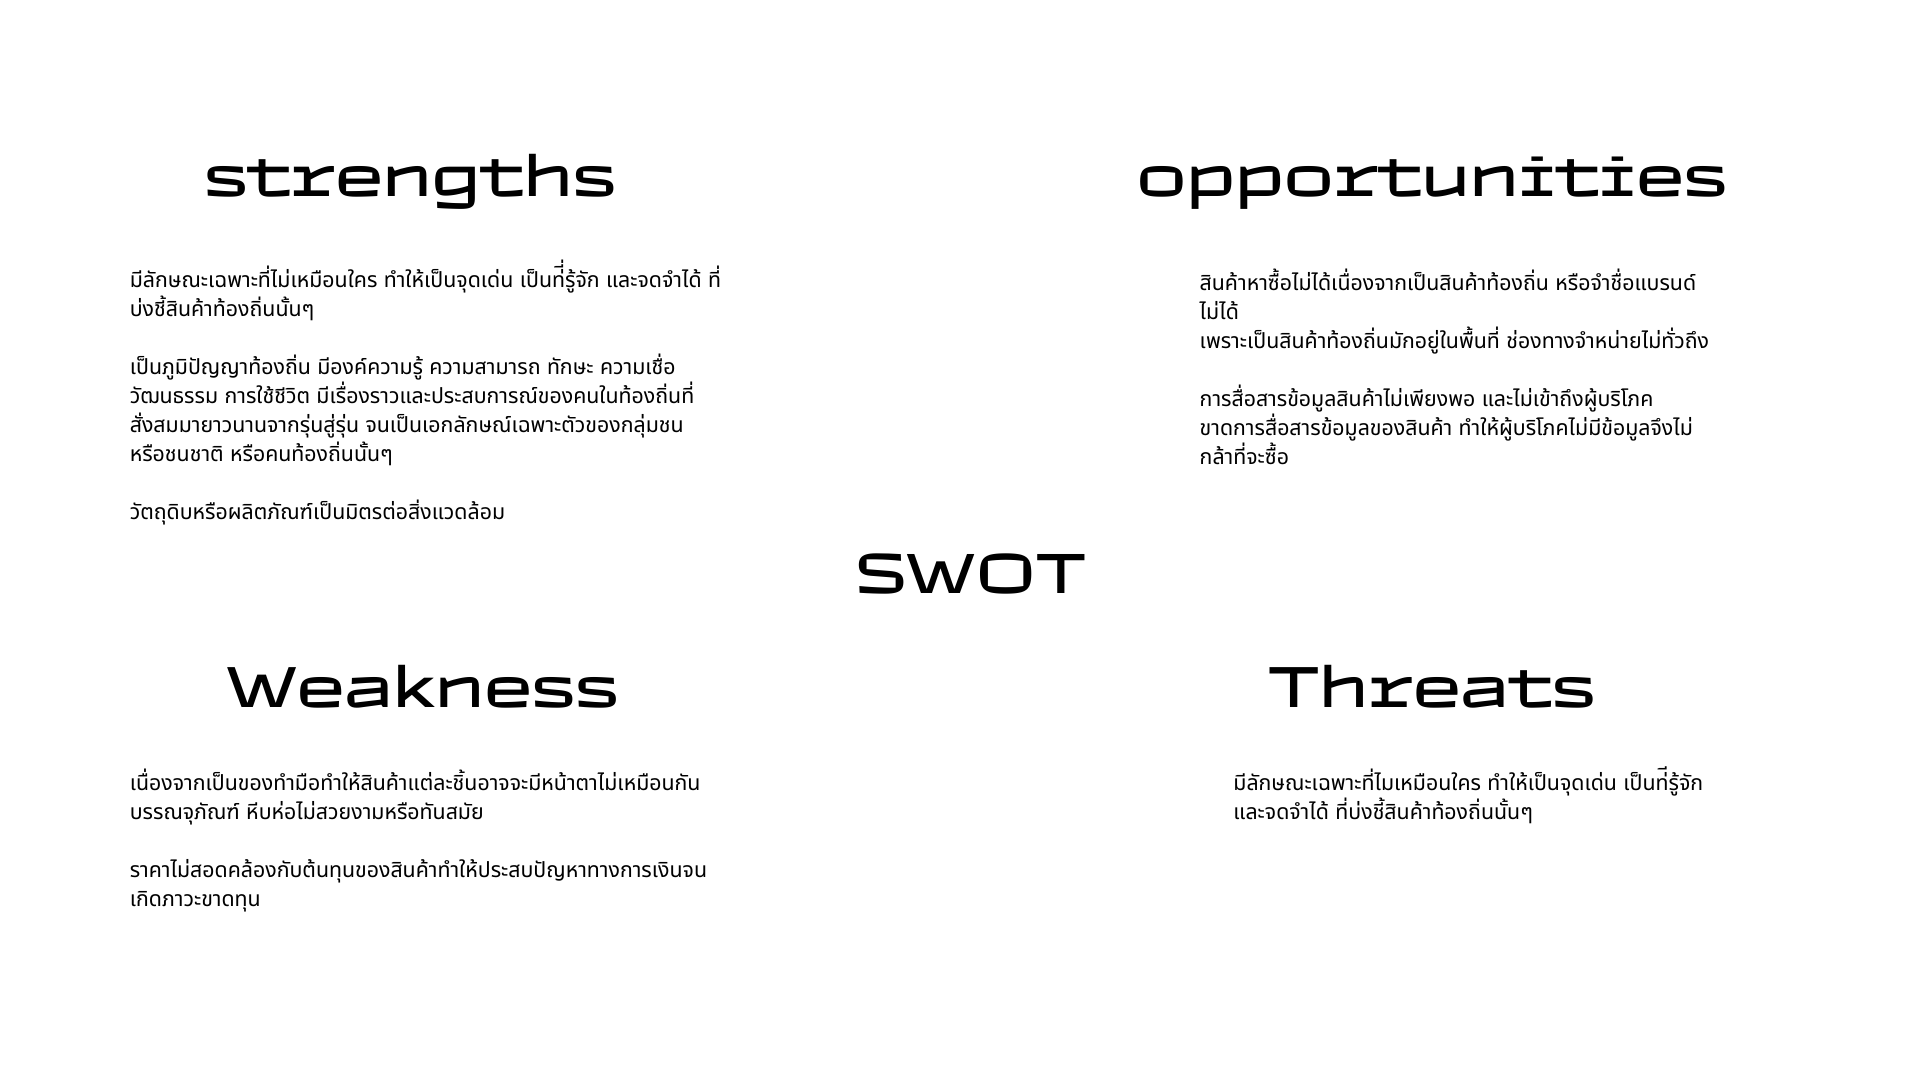 strengths
มีลักษณะเฉพาะที่ไม่เหมือนใคร ทำให้เป็นจุดเด่น เป็นที่รู้จัก และจดจำได้ ที่
บ่งชี้สินค้าท้องถิ่นนั้นๆ
เป็นภูมิปัญญาท้องถิ่น มีองค์ความรู้ ความสามารถ ทักษะ ความเชื่อ
วัฒนธรรม การใช้ชีวิต มีเรื่องราวและประสบการณ์ของคนในท้องถิ่นที่
สั่งสมมายาวนานจากรุ่นสู่รุ่น จนเป็นเอกลักษณ์เฉพาะตัวของกลุ่มชน
หรือชนชาติ หรือคนท้องถิ่นนั้นๆ
วัตถุดิบหรือผลิตภัณฑ์เป็นมิตรต่อสิ่งแวดล้อม
opportunities
สินค้าหาซื้อไม่ได้เนื่องจากเป็นสินค้าท้องถิ่น หรือจำชื่อแบรนด์
ไม่ได้
เพราะเป็นสินค้าท้องถิ่นมักอยู่ในพื้นที่ ช่องทางจำหน่ายไม่ทั่วถึง
การสื่อสารข้อมูลสินค้าไม่เพียงพอ และไม่เข้าถึงผู้บริโภค
ขาดการสื่อสารข้อมูลของสินค้า ทำให้ผู้บริโภคไม่มีข้อมูลจึงไม่
กล้าที่จะซื้อ
SWOT
Weakness
เนื่องจากเป็นของทำมือทำให้สินค้าแต่ละชิ้นอาจจะมีหน้าตาไม่เหมือนกัน
บรรณจุภัณฑ์ หีบห่อไม่สวยงามหรือทันสมัย
ราคาไม่สอดคล้องกับต้นทุนของสินค้าทำให้ประสบปัญหาทางการเงินจน
เกิดภาวะขาดทุน
Threats
มีลักษณะเฉพาะที่ไมเหมือนใคร ทำให้เป็นจุดเด่น เป็นที่รู้จัก
และจดจำได้ ที่บ่งชี้สินค้าท้องถิ่นนั้นๆ